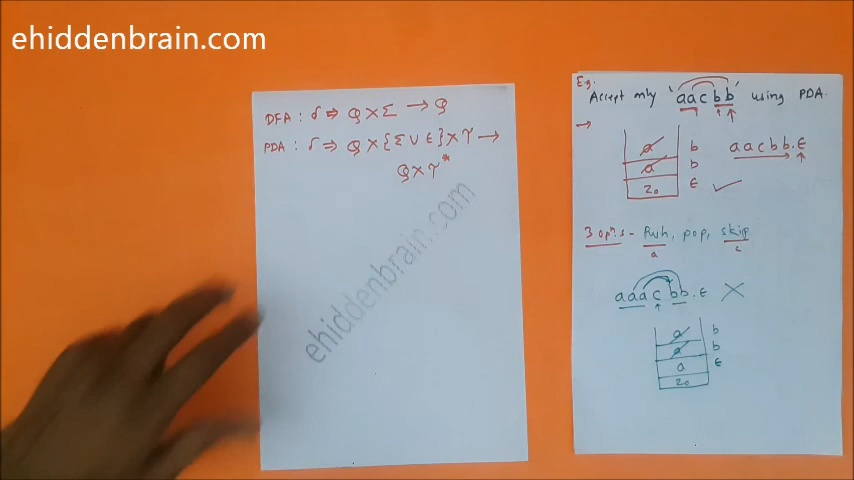 ehiddenbrain.com
DFA : δ ⇒ Q × Σ → Q
PDA : δ ⇒ Q × {Σ ∪ ε} × Γ →
Q × Γ*
ehiddenbrain.com
Eg.
Accept only 'aacbb' using PDA.
→
a b
a b
z₀ ε ✓
aacbb.ε
3 opⁿs - Push, pop, skip
a c
aaacbb.ε ✗
a b
a b
a ε
z₀